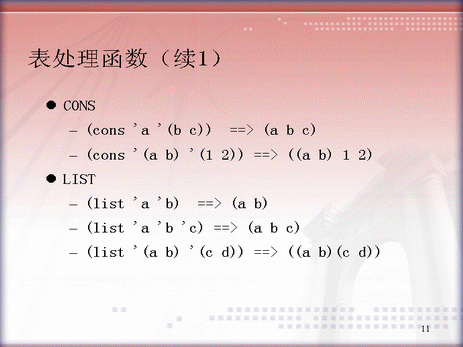 表处理函数（续1）
● CONS
– (cons 'a '(b c)) ==> (a b c)
– (cons '(a b) '(1 2)) ==> ((a b) 1 2)
● LIST
– (list 'a 'b) ==> (a b)
– (list 'a 'b 'c) ==> (a b c)
– (list '(a b) '(c d)) ==> ((a b)(c d))
11